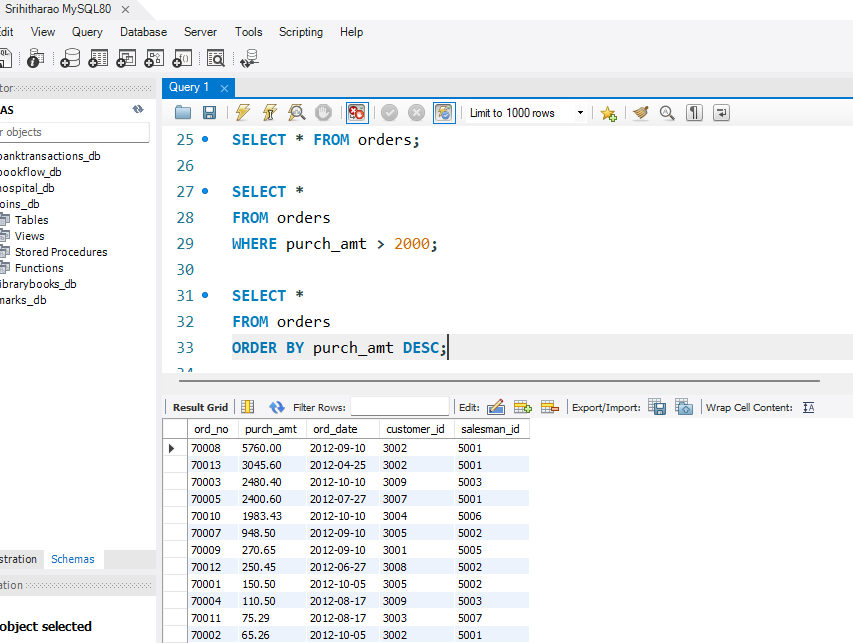 Srihitharao MySQL80
dit View Query Database Server Tools Scripting Help
tor
Query 1
AS
r objects
Limit to 1000 rows
banktransactions_db
bookflow_db
hospital_db
oins_db
Tables
Views
Stored Procedures
Functions
ibrarybooks_db
marks_db
25 SELECT * FROM orders;
26
27 SELECT *
28 FROM orders
29 WHERE purch_amt > 2000;
30
31 SELECT *
32 FROM orders
33 ORDER BY purch_amt DESC;
34
Result Grid Filter Rows: Edit: Export/Import: Wrap Cell Content:
ord_no purch_amt ord_date customer_id salesman_id
70008 5760.00 2012-09-10 3002 5001
70013 3045.60 2012-04-25 3002 5001
70003 2480.40 2012-10-10 3009 5003
70005 2400.60 2012-07-27 3007 5001
70010 1983.43 2012-10-10 3004 5006
70007 948.50 2012-09-10 3005 5002
70009 270.65 2012-09-10 3001 5005
70012 250.45 2012-06-27 3008 5002
70001 150.50 2012-10-05 3005 5002
70004 110.50 2012-08-17 3009 5003
70011 75.29 2012-08-17 3003 5007
70002 65.26 2012-10-05 3002 5001
stration Schemas
ation
object selected